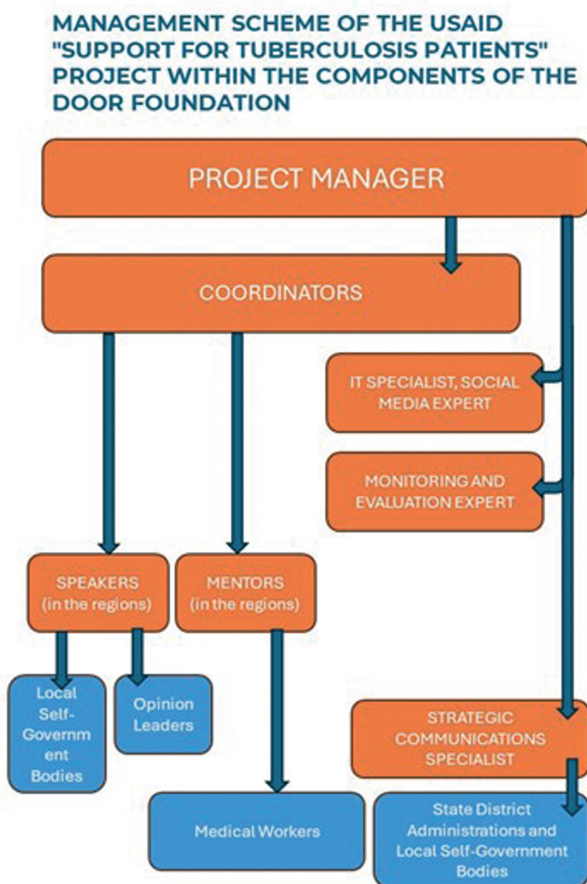 MANAGEMENT SCHEME OF THE USAID
"SUPPORT FOR TUBERCULOSIS PATIENTS"
PROJECT WITHIN THE COMPONENTS OF THE
DOOR FOUNDATION
PROJECT MANAGER
COORDINATORS
IT SPECIALIST, SOCIAL
MEDIA EXPERT
MONITORING AND
EVALUATION EXPERT
SPEAKERS
(in the regions)
MENTORS
(in the regions)
Local
Self-
Governm
ent
Bodies
Opinion
Leaders
STRATEGIC
COMMUNICATIONS
SPECIALIST
Medical Workers
State District
Administrations and
Local Self-Government
Bodies